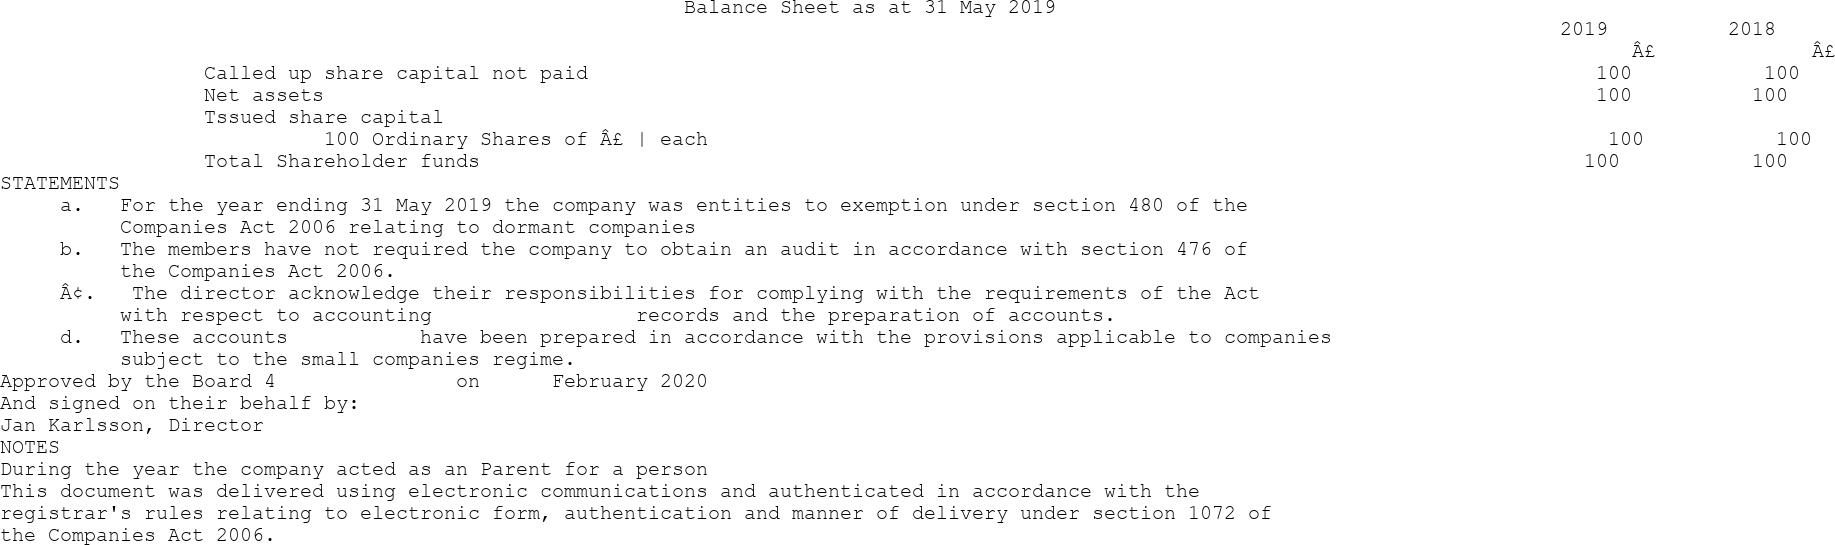 Balance Sheet as at 31 May 2019
2019 2018
Â£ Â£
Called up share capital not paid 100 100
Net assets 100 100
Tssued share capital
100 Ordinary Shares of Â£ | each 100 100
Total Shareholder funds 100 100
STATEMENTS
a. For the year ending 31 May 2019 the company was entities to exemption under section 480 of the
Companies Act 2006 relating to dormant companies
b. The members have not required the company to obtain an audit in accordance with section 476 of
the Companies Act 2006.
Â¢. The director acknowledge their responsibilities for complying with the requirements of the Act
with respect to accounting records and the preparation of accounts.
d. These accounts have been prepared in accordance with the provisions applicable to companies
subject to the small companies regime.
Approved by the Board 4 on February 2020
And signed on their behalf by:
Jan Karlsson, Director
NOTES
During the year the company acted as an Parent for a person
This document was delivered using electronic communications and authenticated in accordance with the
registrar's rules relating to electronic form, authentication and manner of delivery under section 1072 of
the Companies Act 2006.